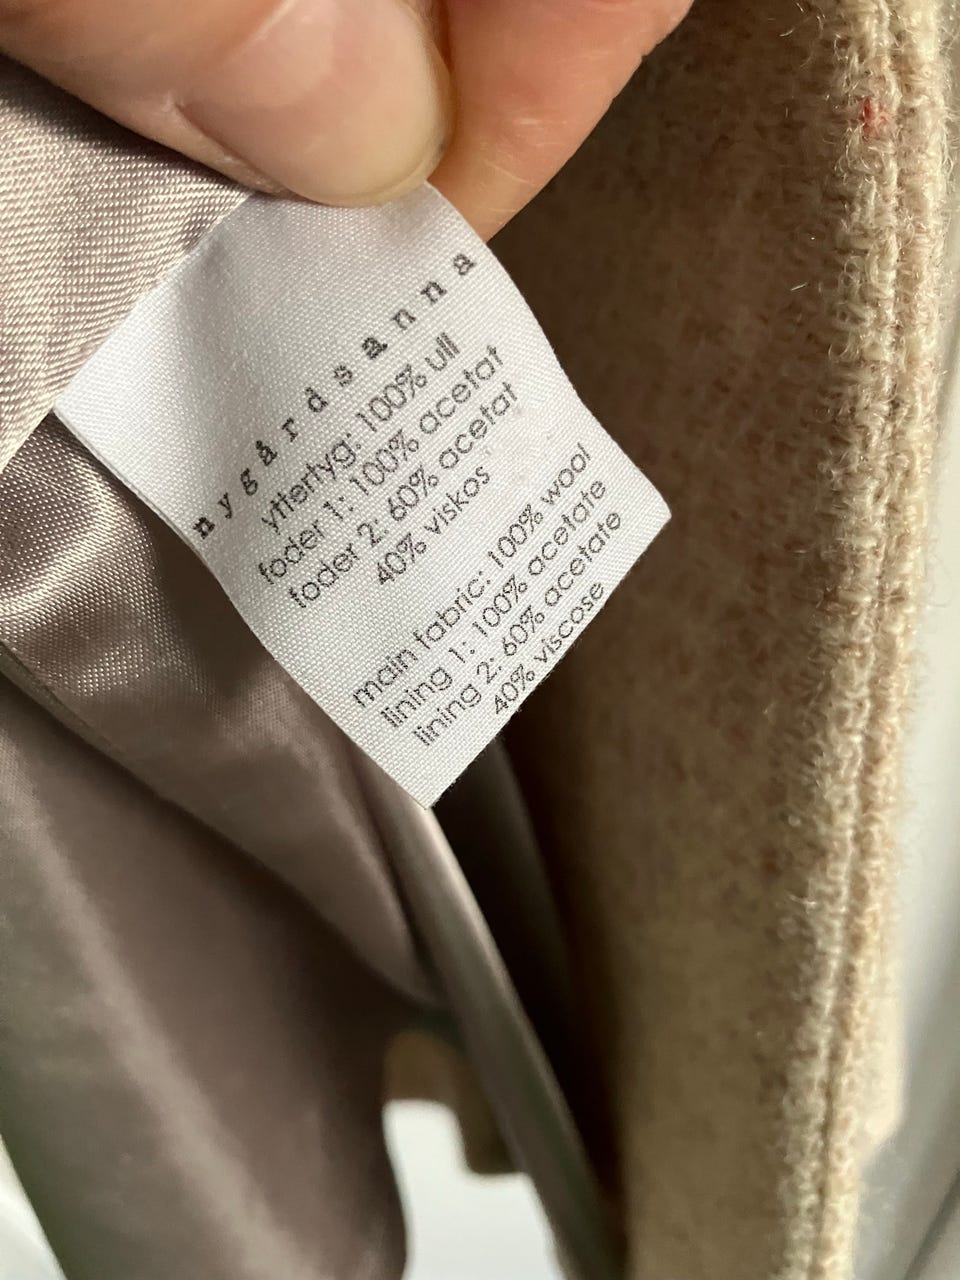 nygårdsanna
yttertyg: 100% ull
foder 1: 100% acetat
foder 2: 60% acetat
40% viskos
main fabric: 100% wool
lining 1: 100% acetate
lining 2: 60% acetate
40% viscose